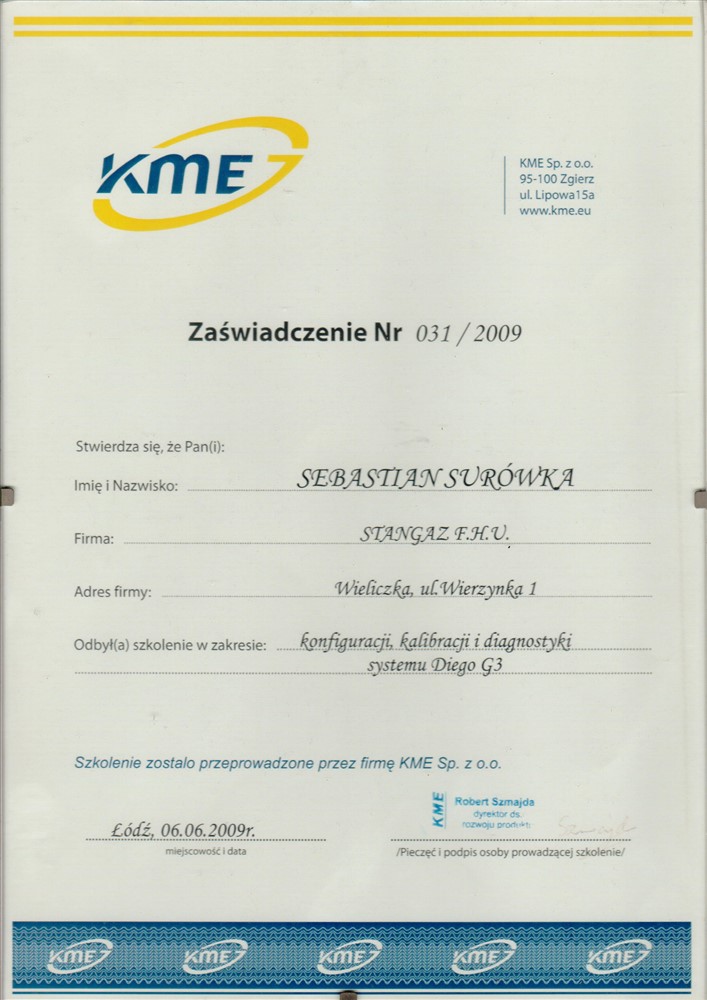 KME
KME Sp. z o.o.
95-100 Zgierz
ul. Lipowa15a
www.kme.eu
Zaświadczenie Nr 031 / 2009
Stwierdza się, że Pan(i):
Imię i Nazwisko: SEBASTIAN SURÓWKA
Firma: STANGAZ F.H.U.
Adres firmy: Wieliczka, ul.Wierzynka 1
Odbył(a) szkolenie w zakresie: konfiguracji, kalibracji i diagnostyki
systemu Diego G3
Szkolenie zostało przeprowadzone przez firmę KME Sp. z o.o.
KME
Robert Szmajda
dyrektor ds.
rozwoju produktu
Łódź, 06.06.2009r.
miejscowość i data
/Pieczęć i podpis osoby prowadzącej szkolenie/
KME KME KME KME KME